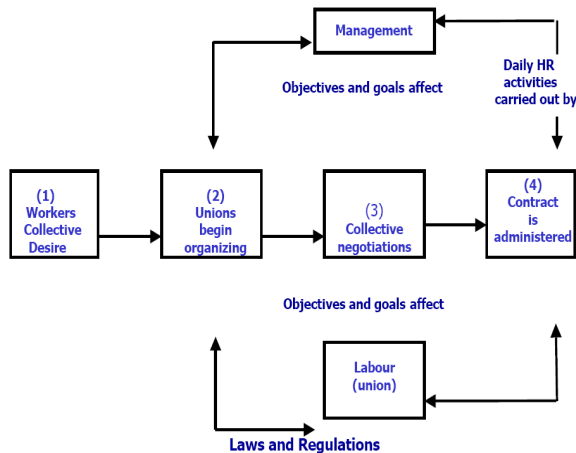 Management
Objectives and goals affect
Daily HR
activities
carried out by
(1)
Workers
Collective
Desire
(2)
Unions
begin
organizing
(3)
Collective
negotiations
(4)
Contract
is
administered
Objectives and goals affect
Labour
(union)
Laws and Regulations